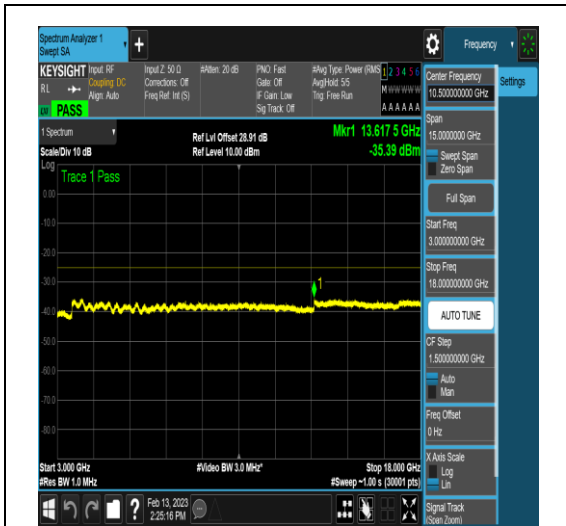 Spectrum Analyzer 1
Swept SA
Frequency
KEYSIGHT
Input: RF
Coupling: DC
Align: Auto
Input Z: 50 Ω
Corrections: Off
Freq Ref: Int (S)
#Atten: 20 dB
PNO: Fast
Gate: Off
IF Gain: Low
Sig Track: Off
#Avg Type: Power (RMS
Avg|Hold: 5/5
Trig: Free Run
1 2 3 4 5 6
M W W W W W
A A A A A A
RL
PASS
1 Spectrum
Scale/Div 10 dB
Ref Lvl Offset 28.91 dB
Ref Level 10.00 dBm
Mkr1 13.617 5 GHz
-35.39 dBm
Log
Trace 1 Pass
0.00
-10.0
-20.0
-30.0
-40.0
-50.0
-60.0
-70.0
-80.0
1
Start 3.000 GHz
#Res BW 1.0 MHz
#Video BW 3.0 MHz*
Stop 18.000 GHz
#Sweep ~1.00 s (30001 pts)
Center Frequency
10.500000000 GHz
Settings
Span
15.0000000 GHz
Swept Span
Zero Span
Full Span
Start Freq
3.000000000 GHz
Stop Freq
18.000000000 GHz
AUTO TUNE
CF Step
1.500000000 GHz
Auto
Man
Freq Offset
0 Hz
X Axis Scale
Log
Lin
Signal Track
(Span Zoom)
?
Feb 13, 2023
2:25:16 PM